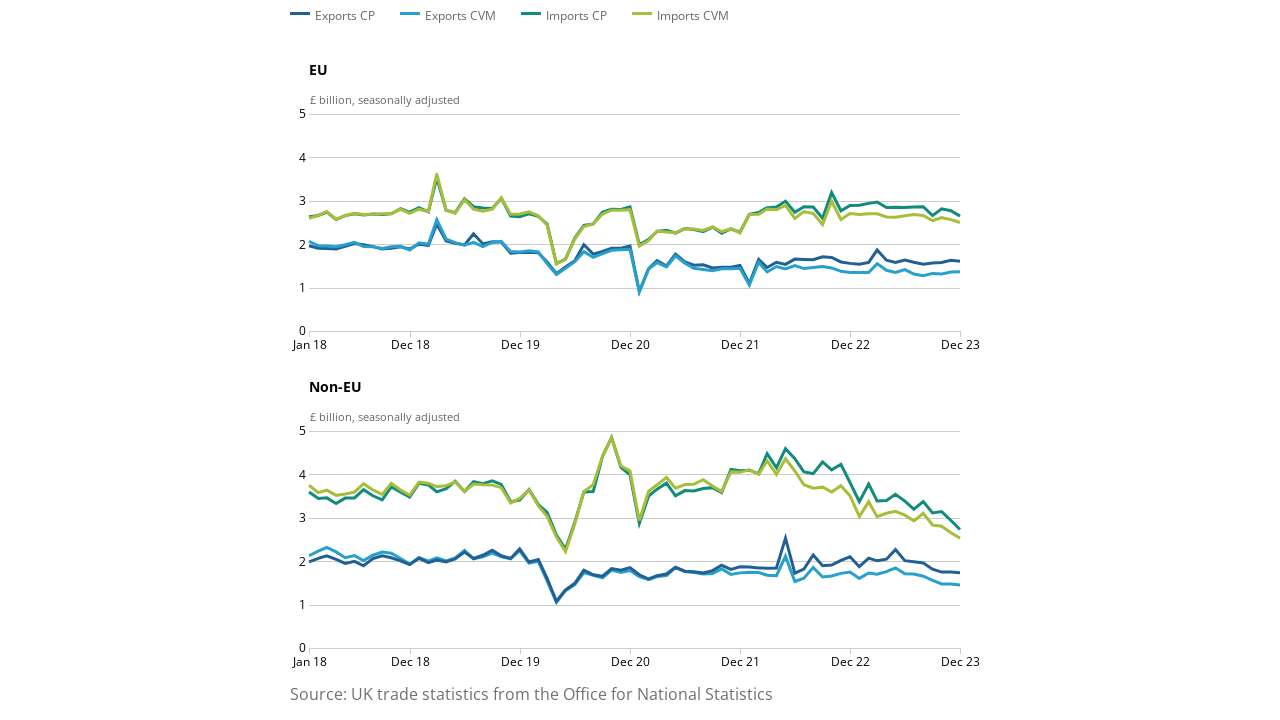 Exports CP Exports CVM Imports CP Imports CVM
EU
£ billion, seasonally adjusted
5
4
3
2
1
0
Jan 18 Dec 18 Dec 19 Dec 20 Dec 21 Dec 22 Dec 23
Non-EU
£ billion, seasonally adjusted
5
4
3
2
1
0
Jan 18 Dec 18 Dec 19 Dec 20 Dec 21 Dec 22 Dec 23
Source: UK trade statistics from the Office for National Statistics